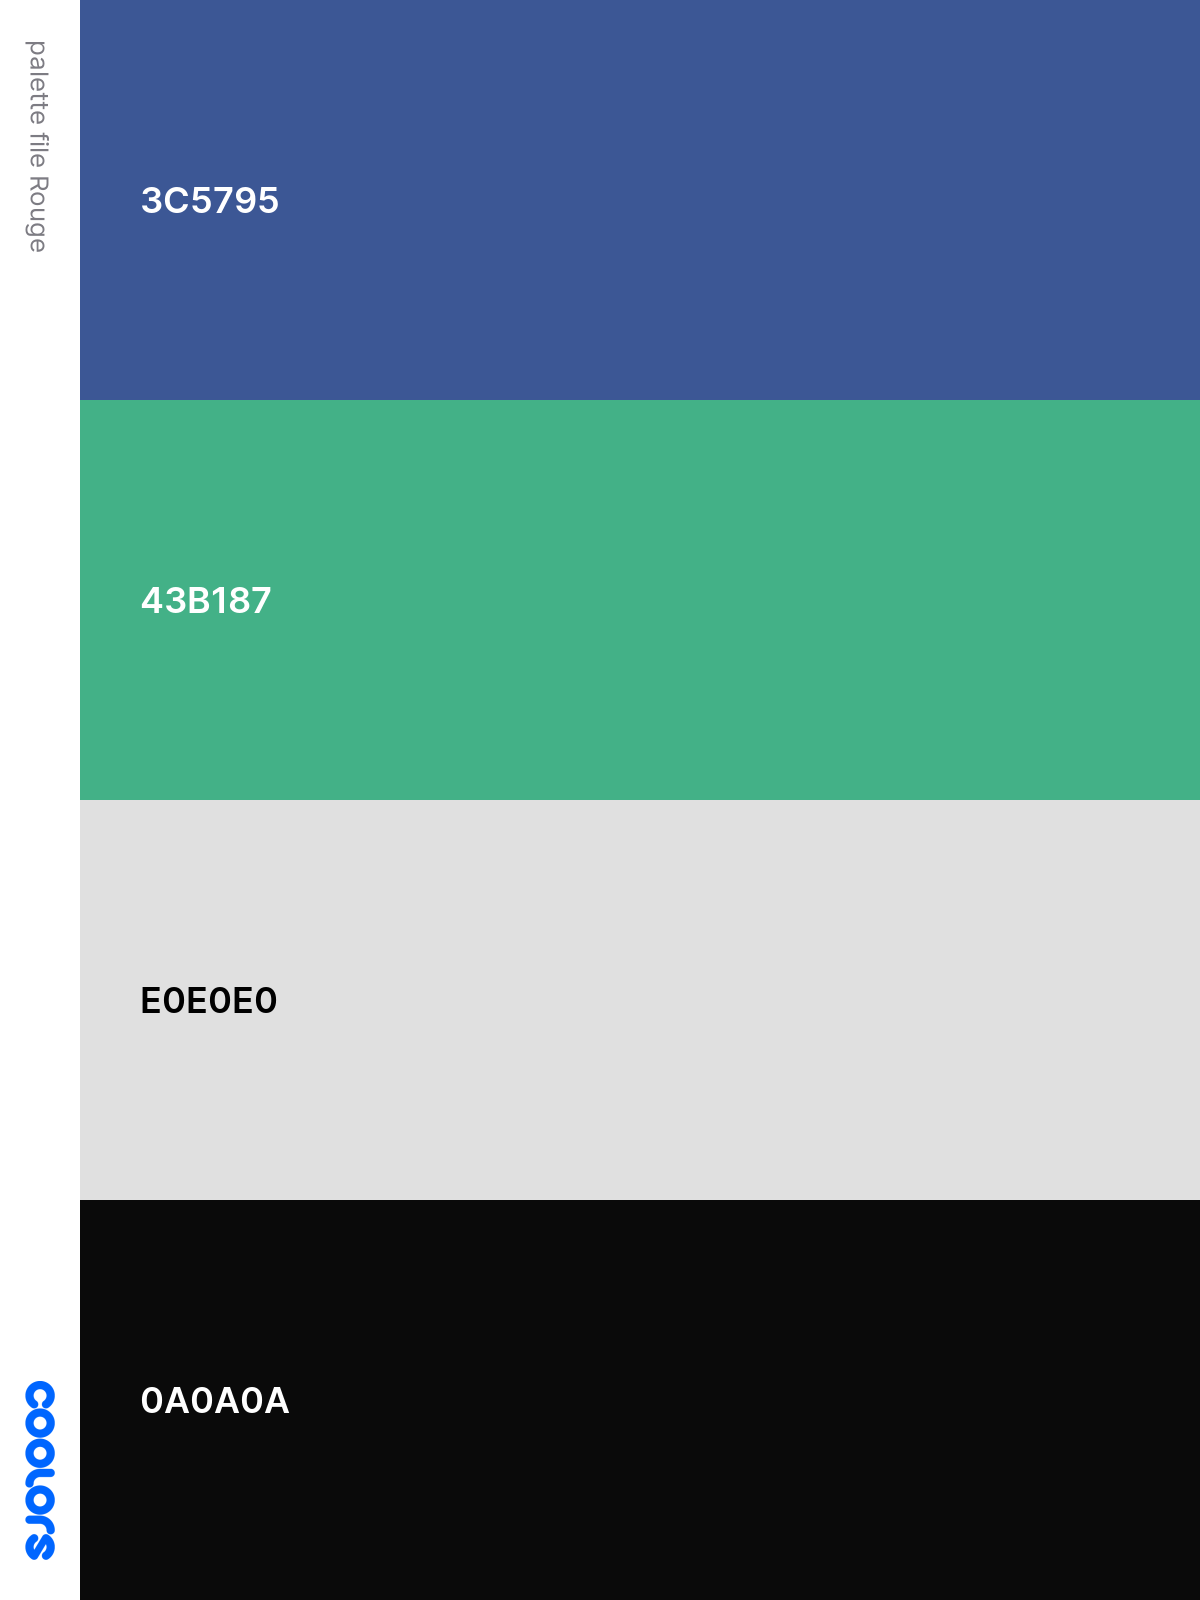 palette file Rouge
3C5795
43B187
E0E0E0
0A0A0A
coolors